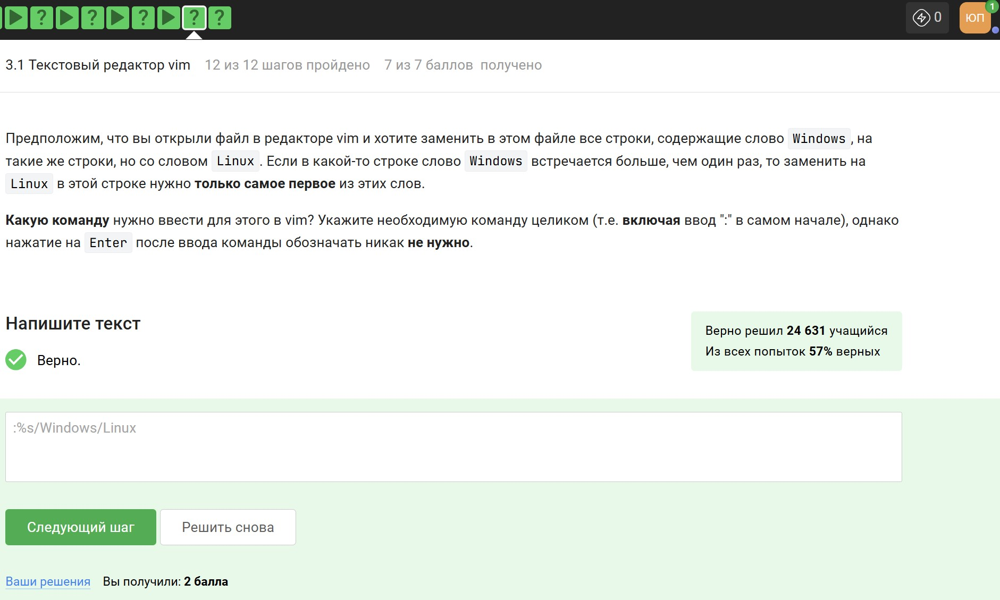 ? ? ? ? ?
0
ЮП
1
3.1 Текстовый редактор vim 12 из 12 шагов пройдено 7 из 7 баллов получено
Предположим, что вы открыли файл в редакторе vim и хотите заменить в этом файле все строки, содержащие слово Windows, на
такие же строки, но со словом Linux. Если в какой-то строке слово Windows встречается больше, чем один раз, то заменить на
Linux в этой строке нужно только самое первое из этих слов.
Какую команду нужно ввести для этого в vim? Укажите необходимую команду целиком (т.е. включая ввод ":" в самом начале), однако
нажатие на Enter после ввода команды обозначать никак не нужно.
Напишите текст
Верно решил 24 631 учащийся
Из всех попыток 57% верных
Верно.
:%s/Windows/Linux
Следующий шаг
Решить снова
Ваши решения Вы получили: 2 балла